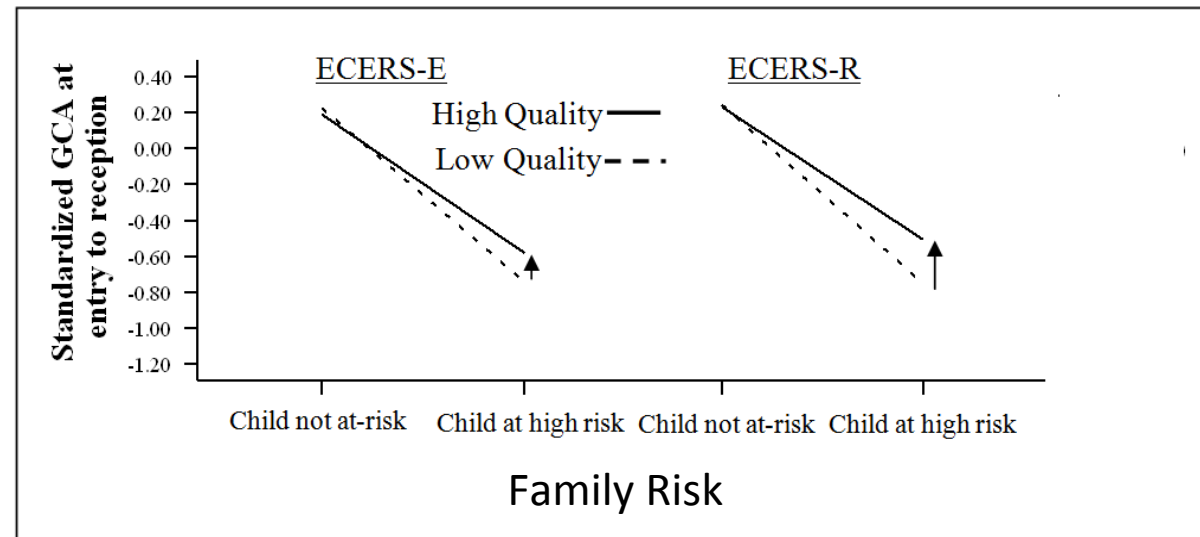 Standardized GCA at
entry to reception
ECERS-E
ECERS-R
High Quality
Low Quality
0.40
0.20
0.00
-0.20
-0.40
-0.60
-0.80
-1.00
-1.20
Child not at-risk
Child at high risk
Child not at-risk
Child at high risk
Family Risk